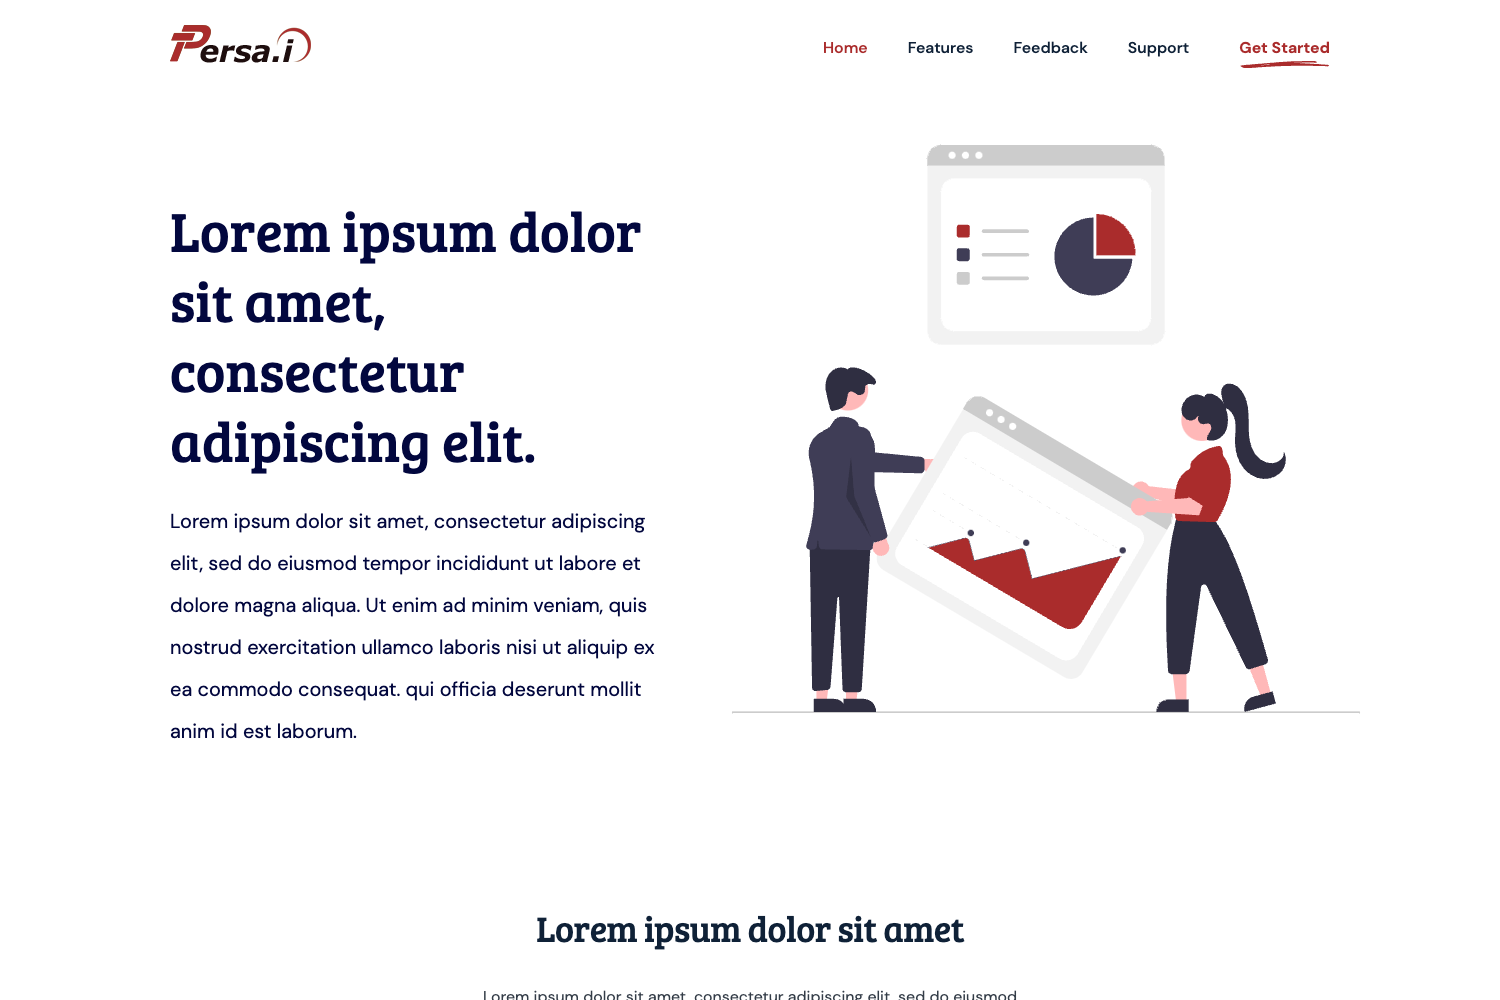 Persa.i
Home Features Feedback Support Get Started
Lorem ipsum dolor
sit amet,
consectetur
adipiscing elit.
Lorem ipsum dolor sit amet, consectetur adipiscing
elit, sed do eiusmod tempor incididunt ut labore et
dolore magna aliqua. Ut enim ad minim veniam, quis
nostrud exercitation ullamco laboris nisi ut aliquip ex
ea commodo consequat. qui officia deserunt mollit
anim id est laborum.
Lorem ipsum dolor sit amet
Lorem ipsum dolor sit amet, consectetur adipiscing elit, sed do eiusmod